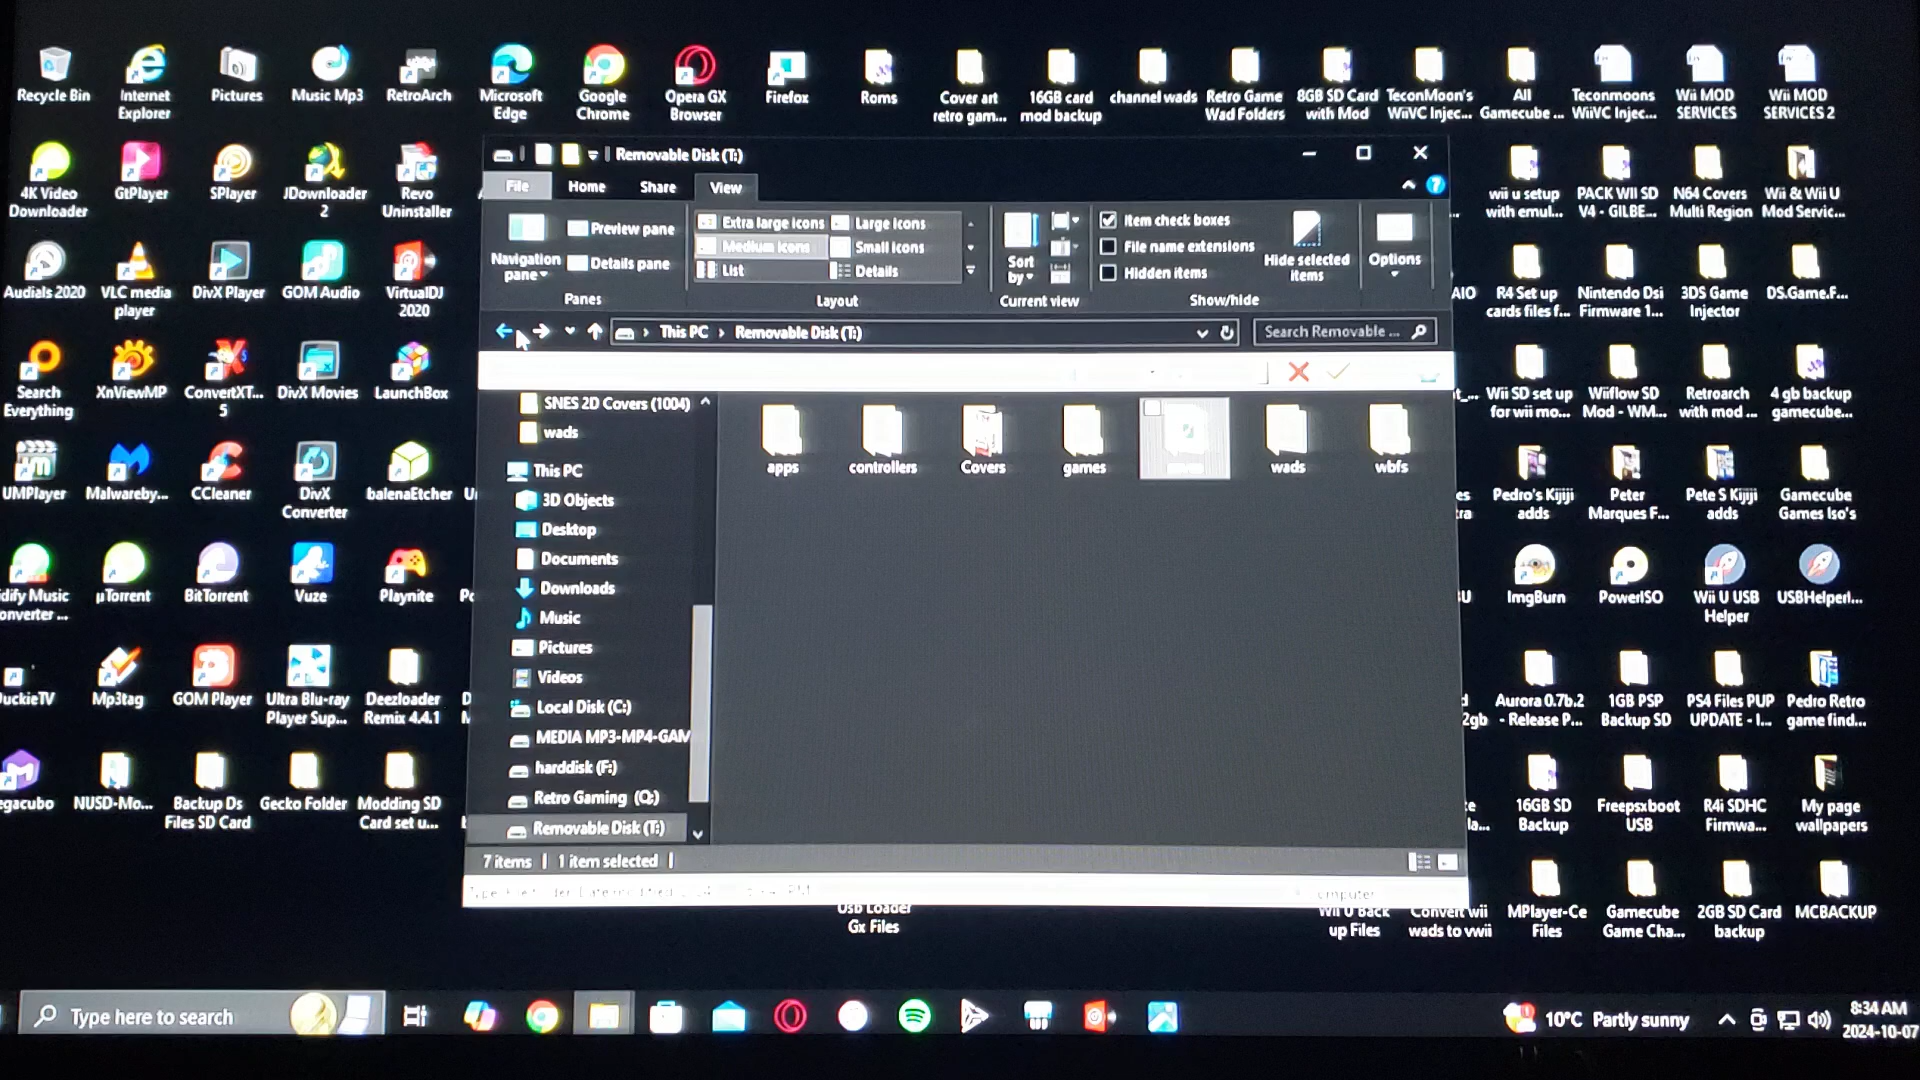 Recycle Bin
Internet
Explorer
Pictures
Music Mp3
RetroArch
Microsoft
Edge
Google
Chrome
Opera GX
Browser
Firefox
Roms
Cover art
retro gam...
16GB card
mod backup
channel wads
Retro Game
Wad Folders
8GB SD Card
with Mod
TeconMoon's
WiiVC Injec...
All
Gamecube ...
Teconmoons
WiiVC Injec...
Wii MOD
SERVICES
Wii MOD
SERVICES 2
4K Video
Downloader
GtPlayer
SPlayer
JDownloader
2
Revo
Uninstaller
wii u setup
with emul...
PACK WII SD
V4 - GILBE...
N64 Covers
Multi Region
Wii & Wii U
Mod Servic...
Audials 2020
VLC media
player
DivX Player
GOM Audio
VirtualDJ
2020
AIO
R4 Set up
cards files f...
Nintendo Dsi
Firmware 1...
3DS Game
Injector
DS.Game.F...
Search
Everything
XnViewMP
ConvertXT...
5
DivX Movies
LaunchBox
Wii SD set up
for wii mo...
Wiiflow SD
Mod - WM...
Retroarch
with mod ...
4 gb backup
gamecube...
UMPlayer
Malwareby...
CCleaner
DivX
Converter
balenaEtcher
Pedro's Kijiji
adds
Peter
Marques F...
Pete S Kijiji
adds
Gamecube
Games Iso's
idify Music
onverter ...
µTorrent
BitTorrent
Vuze
Playnite
ImgBurn
PowerISO
Wii U USB
Helper
USBHelperI...
uckieTV
Mp3tag
GOM Player
Ultra Blu-ray
Player Sup...
Deezloader
Remix 4.4.1
2gb
Aurora 0.7b.2
- Release P...
1GB PSP
Backup SD
PS4 Files PUP
UPDATE - I...
Pedro Retro
game find...
egacubo
NUSD-Mo...
Backup Ds
Files SD Card
Gecko Folder
Modding SD
Card set u...
16GB SD
Backup
Freepsxboot
USB
R4i SDHC
Firmwa...
My page
wallpapers
Usb Loader
Gx Files
Wii U Back
up Files
Convert wii
wads to vwii
MPlayer-Ce
Files
Gamecube
Game Cha...
2GB SD Card
backup
MCBACKUP
Removable Disk (T:)
File
Home
Share
View
Navigation
pane
Preview pane
Details pane
Panes
Extra large icons
Large icons
Medium icons
Small icons
List
Details
Layout
Sort
by
Current view
Item check boxes
File name extensions
Hidden items
Hide selected
items
Show/hide
Options
This PC
Removable Disk (T:)
Search Removable ...
SNES 2D Covers (1004)
wads
This PC
3D Objects
Desktop
Documents
Downloads
Music
Pictures
Videos
Local Disk (C:)
MEDIA MP3-MP4-GAM
harddisk (F:)
Retro Gaming (Q:)
Removable Disk (T:)
apps
controllers
Covers
games
wads
wbfs
7 items
1 item selected
Type here to search
10°C Partly sunny
8:34 AM
2024-10-07